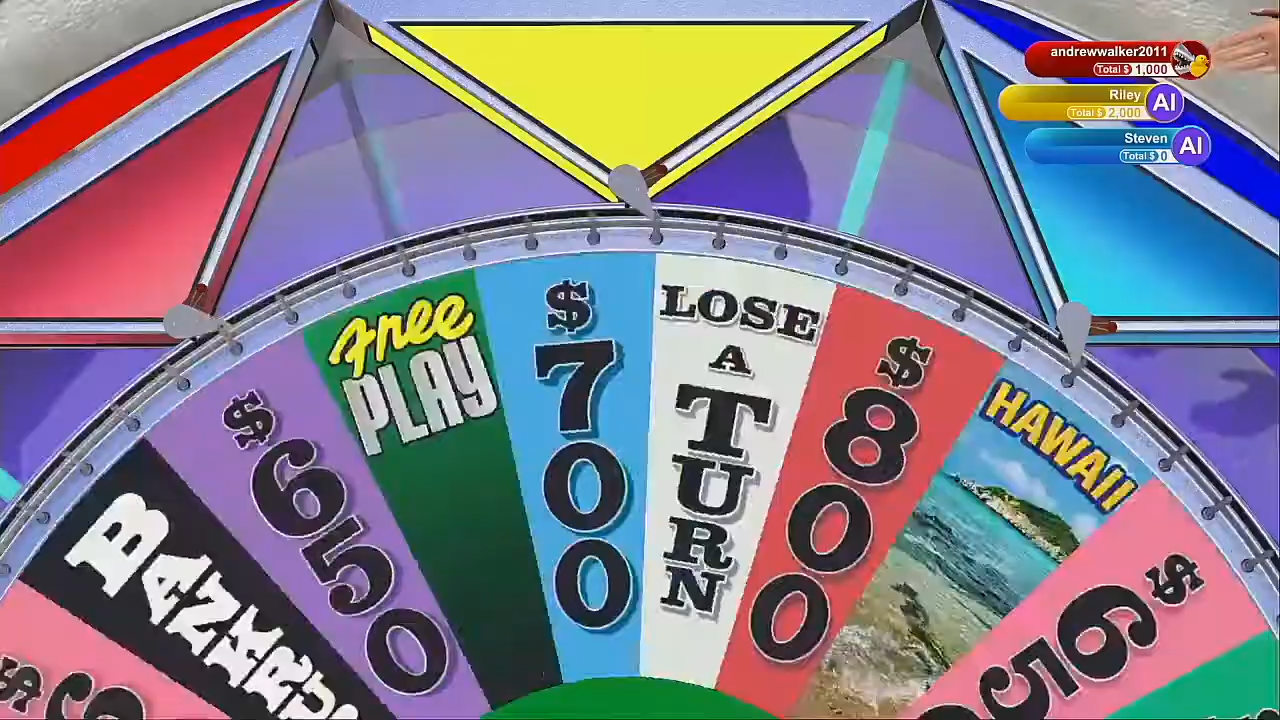 andrewwalker2011
Total $ 1,000
Riley
AI
Total $ 2,000
Steven
AI
Total $ 0
$
650
Free
PLAY
$
700
LOSE
A
TURN
$
800
HAWAII
$